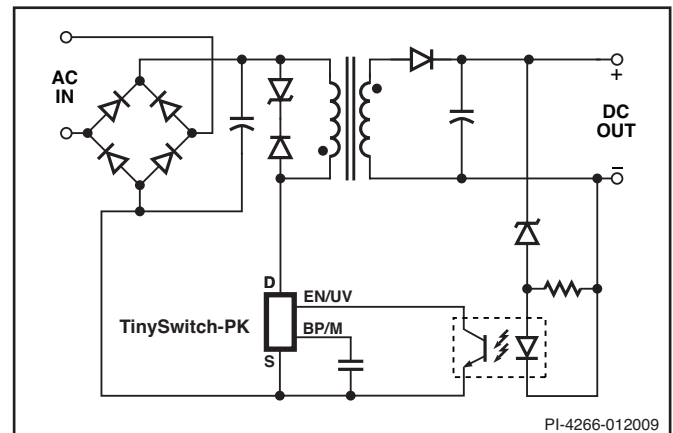 AC
IN
+
DC
OUT
–
D
EN/UV
TinySwitch-PK
BP/M
S
PI-4266-012009